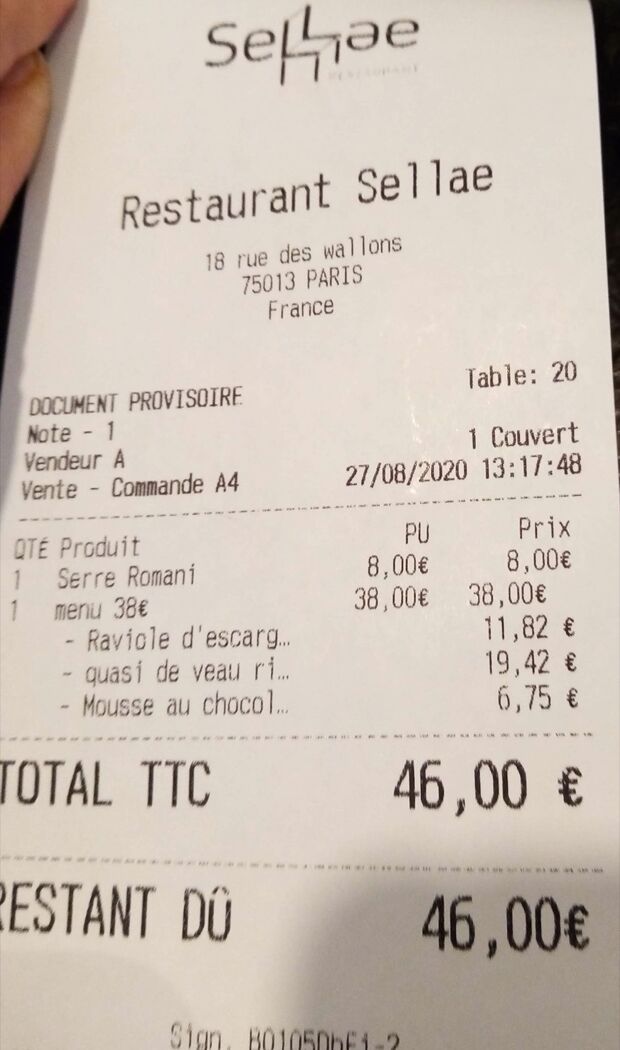 Sellae
RESTAURANT
Restaurant Sellae
18 rue des wallons
75013 PARIS
France
Table: 20
DOCUMENT PROVISOIRE
Note - 1
1 Couvert
Vendeur A
27/08/2020 13:17:48
Vente - Commande A4
QTÉ Produit PU Prix
1 Serre Romani 8,00€ 8,00€
1 menu 38€ 38,00€ 38,00€
- Raviole d'escarg… 11,82 €
- quasi de veau ri… 19,42 €
- Mousse au chocol… 6,75 €
TOTAL TTC 46,00 €
RESTANT DÛ 46,00€
Sign.